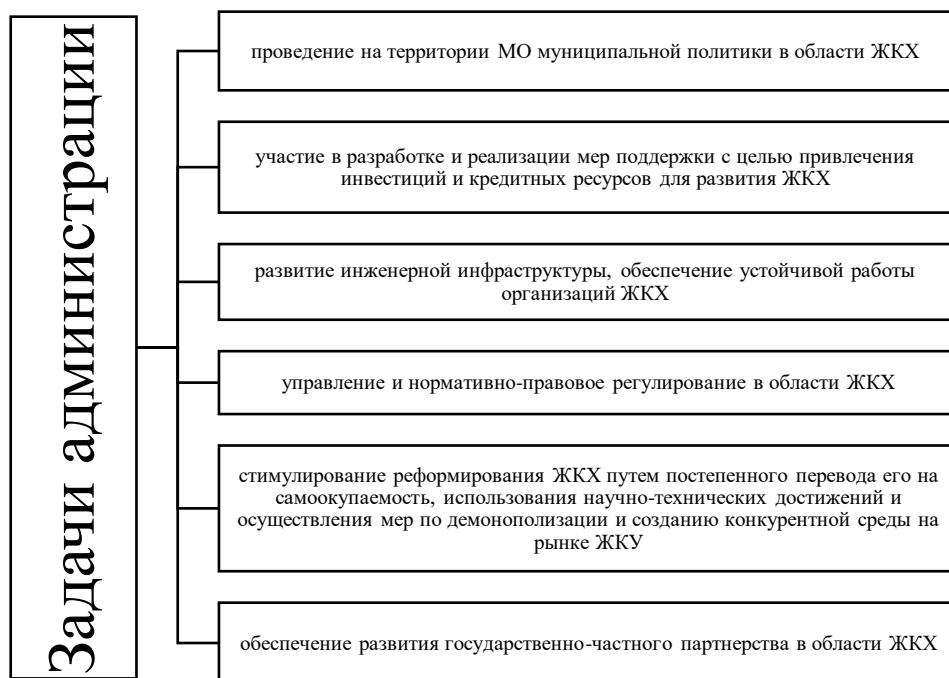 Задачи администрации
проведение на территории МО муниципальной политики в области ЖКХ
участие в разработке и реализации мер поддержки с целью привлечения
инвестиций и кредитных ресурсов для развития ЖКХ
развитие инженерной инфраструктуры, обеспечение устойчивой работы
организаций ЖКХ
управление и нормативно-правовое регулирование в области ЖКХ
стимулирование реформирования ЖКХ путем постепенного перевода его на
самоокупаемость, использования научно-технических достижений и
осуществления мер по демонополизации и созданию конкурентной среды на
рынке ЖКУ
обеспечение развития государственно-частного партнерства в области ЖКХ